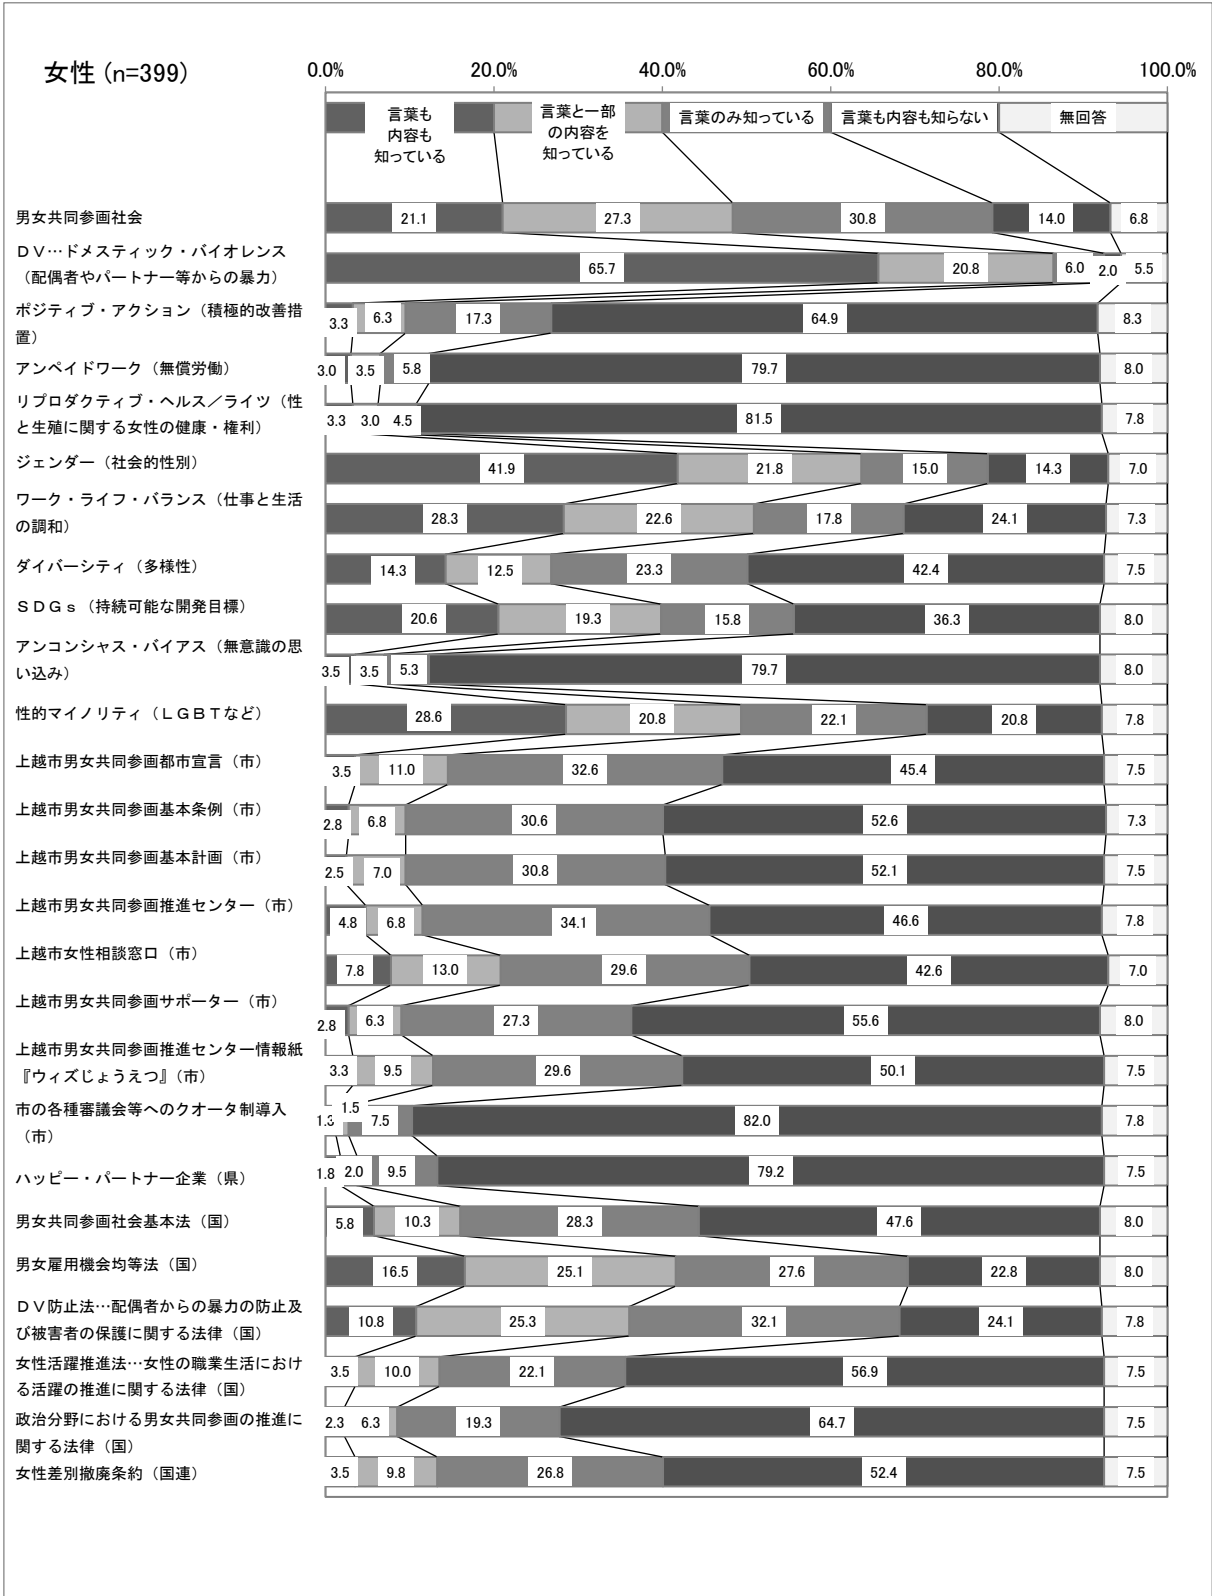 女性 (n=399)
0.0% 20.0% 40.0% 60.0% 80.0% 100.0%
言葉も
内容も
知っている
言葉と一部
の内容を
知っている
言葉のみ知っている
言葉も内容も知らない
無回答
男女共同参画社会
21.1 27.3 30.8 14.0 6.8
ＤＶ…ドメスティック・バイオレンス
（配偶者やパートナー等からの暴力）
65.7 20.8 6.0 2.0 5.5
ポジティブ・アクション（積極的改善措
置）
3.3 6.3 17.3 64.9 8.3
アンペイドワーク（無償労働）
3.0 3.5 5.8 79.7 8.0
リプロダクティブ・ヘルス／ライツ（性
と生殖に関する女性の健康・権利）
3.3 3.0 4.5 81.5 7.8
ジェンダー（社会的性別）
41.9 21.8 15.0 14.3 7.0
ワーク・ライフ・バランス（仕事と生活
の調和）
28.3 22.6 17.8 24.1 7.3
ダイバーシティ（多様性）
14.3 12.5 23.3 42.4 7.5
ＳＤＧｓ（持続可能な開発目標）
20.6 19.3 15.8 36.3 8.0
アンコンシャス・バイアス（無意識の思
い込み）
3.5 3.5 5.3 79.7 8.0
性的マイノリティ（ＬＧＢＴなど）
28.6 20.8 22.1 20.8 7.8
上越市男女共同参画都市宣言（市）
3.5 11.0 32.6 45.4 7.5
上越市男女共同参画基本条例（市）
2.8 6.8 30.6 52.6 7.3
上越市男女共同参画基本計画（市）
2.5 7.0 30.8 52.1 7.5
上越市男女共同参画推進センター（市）
4.8 6.8 34.1 46.6 7.8
上越市女性相談窓口（市）
7.8 13.0 29.6 42.6 7.0
上越市男女共同参画サポーター（市）
2.8 6.3 27.3 55.6 8.0
上越市男女共同参画推進センター情報紙
『ウィズじょうえつ』（市）
3.3 9.5 29.6 50.1 7.5
市の各種審議会等へのクオータ制導入
（市）
1.3 1.5 7.5 82.0 7.8
ハッピー・パートナー企業（県）
1.8 2.0 9.5 79.2 7.5
男女共同参画社会基本法（国）
5.8 10.3 28.3 47.6 8.0
男女雇用機会均等法（国）
16.5 25.1 27.6 22.8 8.0
ＤＶ防止法…配偶者からの暴力の防止及
び被害者の保護に関する法律（国）
10.8 25.3 32.1 24.1 7.8
女性活躍推進法…女性の職業生活におけ
る活躍の推進に関する法律（国）
3.5 10.0 22.1 56.9 7.5
政治分野における男女共同参画の推進に
関する法律（国）
2.3 6.3 19.3 64.7 7.5
女性差別撤廃条約（国連）
3.5 9.8 26.8 52.4 7.5